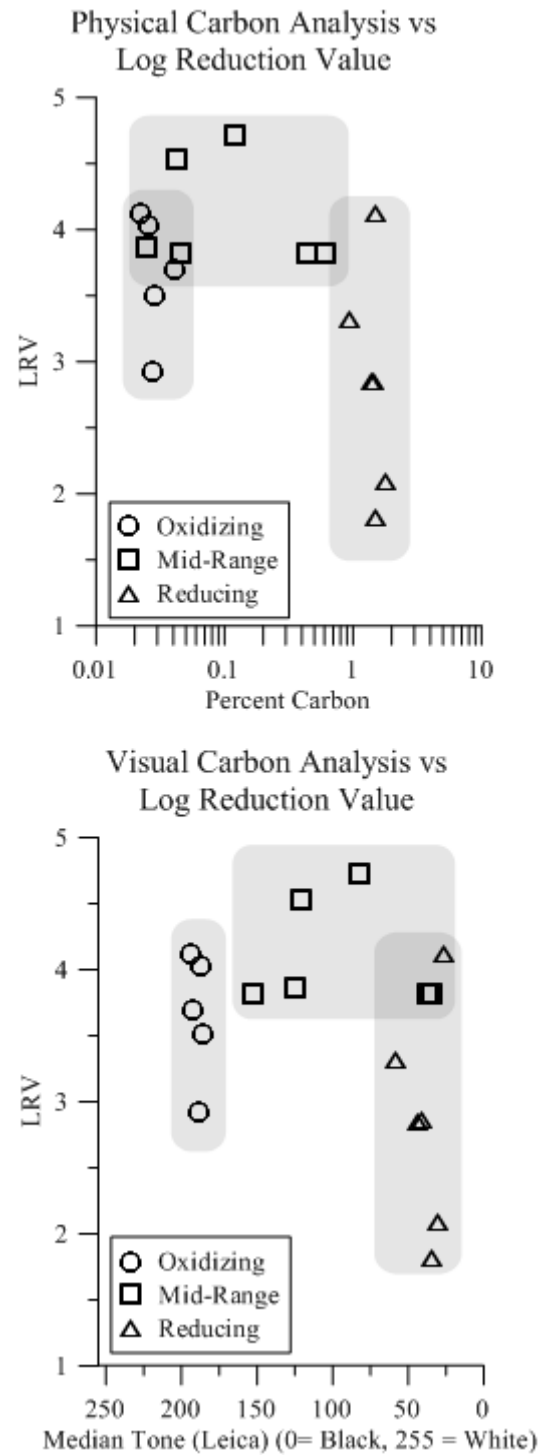 Physical Carbon Analysis vs
Log Reduction Value
5
4
3
2
1
LRV
Oxidizing
Mid-Range
Reducing
0.01 0.1 1 10
Percent Carbon
Visual Carbon Analysis vs
Log Reduction Value
5
4
3
2
1
LRV
Oxidizing
Mid-Range
Reducing
250 200 150 100 50 0
Median Tone (Leica) (0= Black, 255 = White)